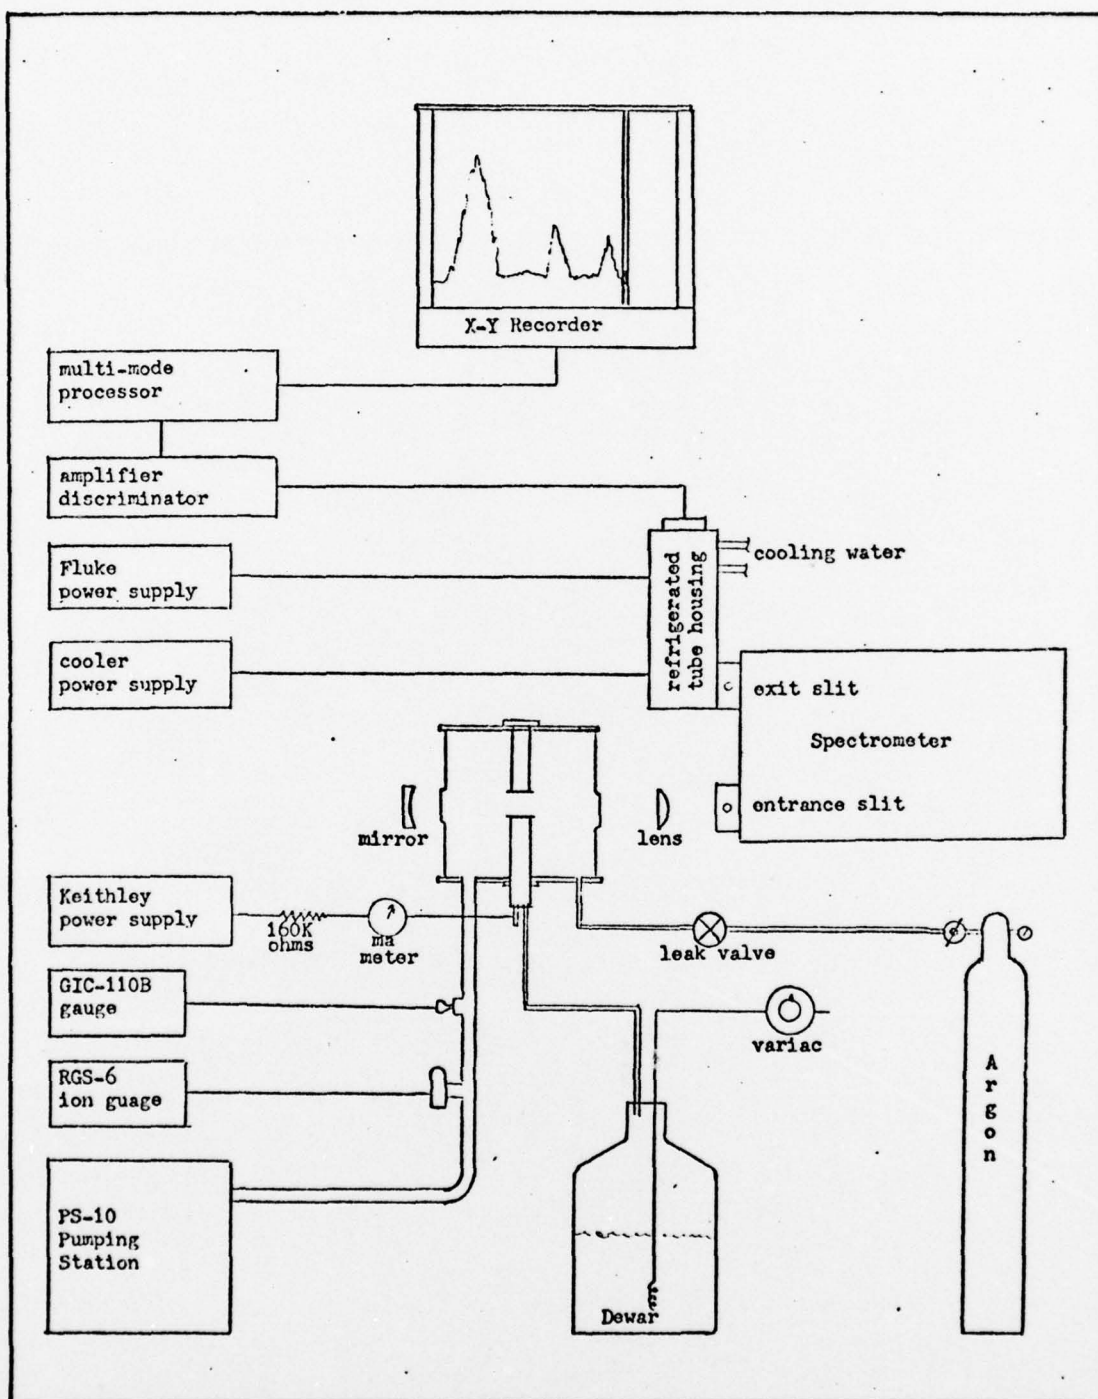 X-Y Recorder
multi-mode
processor
amplifier
discriminator
Fluke
power supply
cooling water
refrigerated
tube housing
cooler
power supply
exit slit
Spectrometer
entrance slit
mirror
lens
Keithley
power supply
160K
ohms
ma
meter
leak valve
GIC-110B
gauge
variac
RGS-6
ion guage
Argon
PS-10
Pumping
Station
Dewar